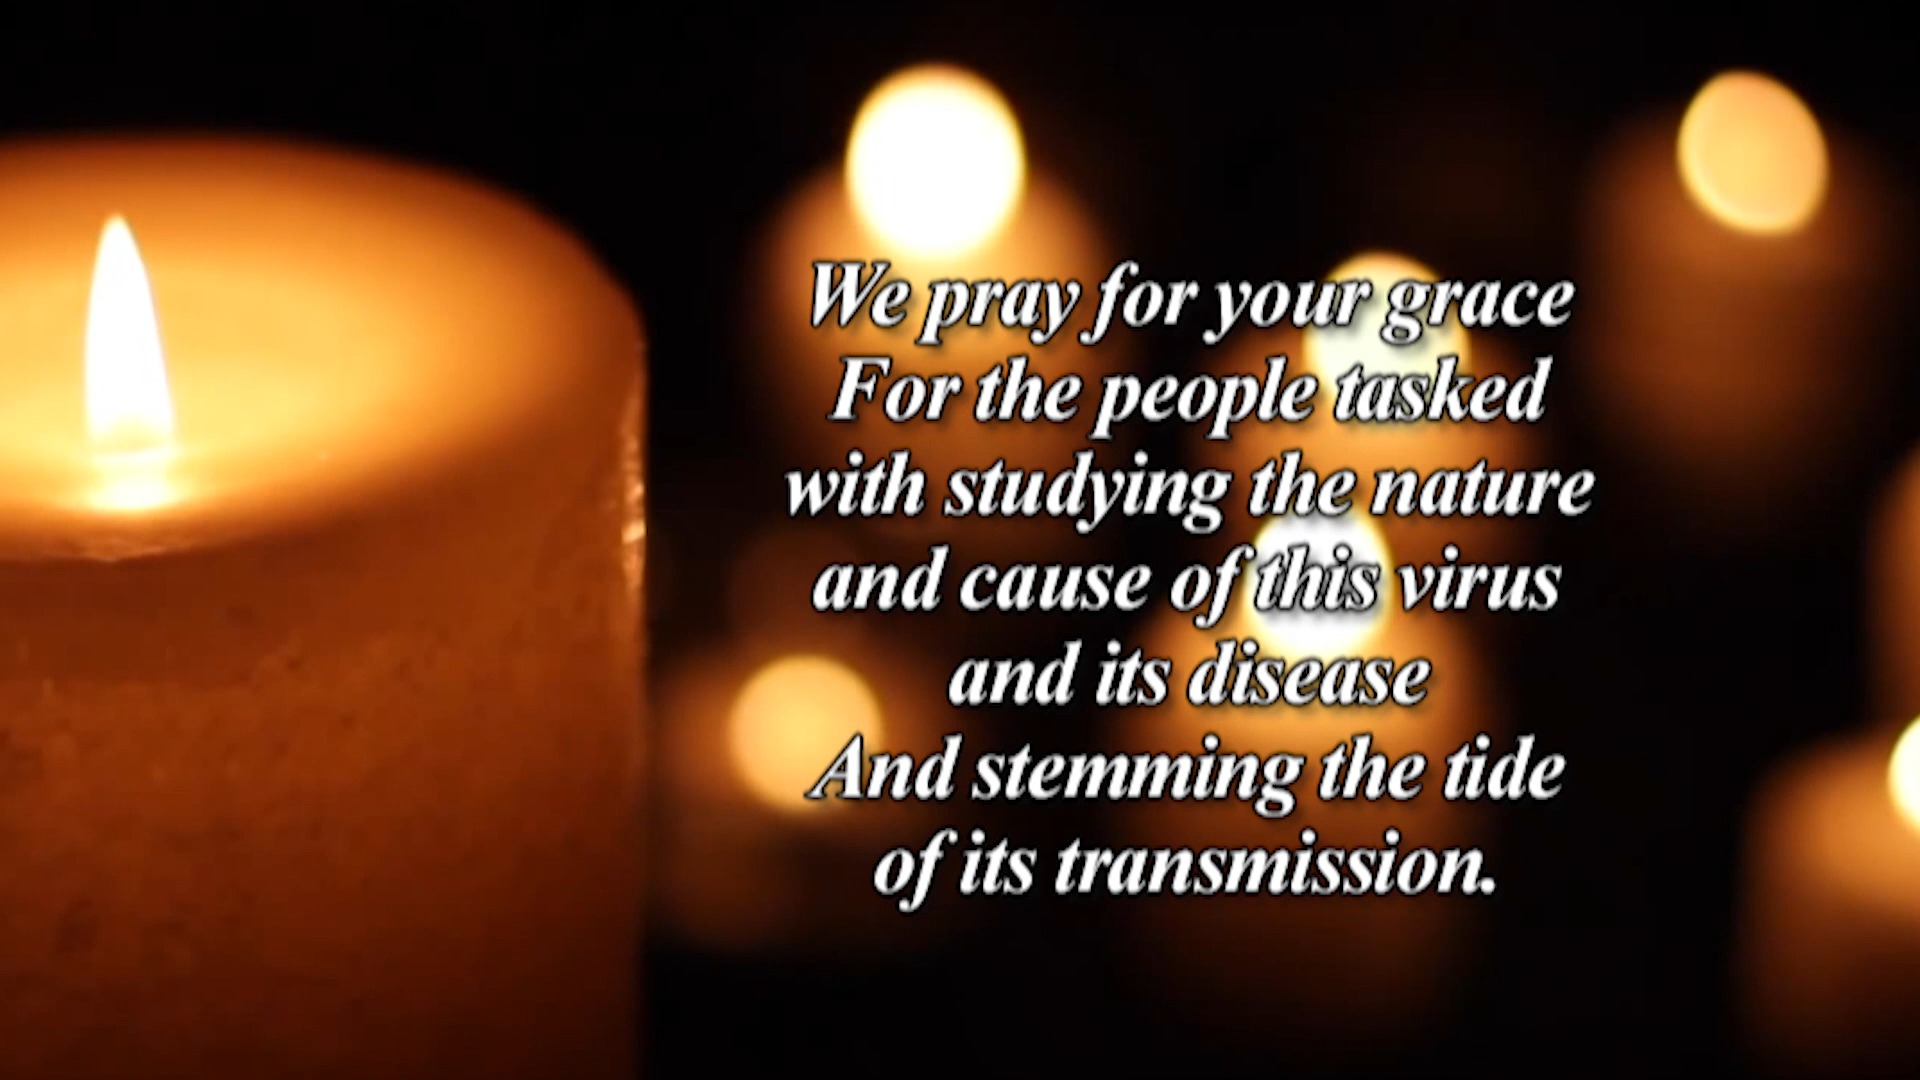 We pray for your grace
For the people tasked
with studying the nature
and cause of this virus
and its disease
And stemming the tide
of its transmission.